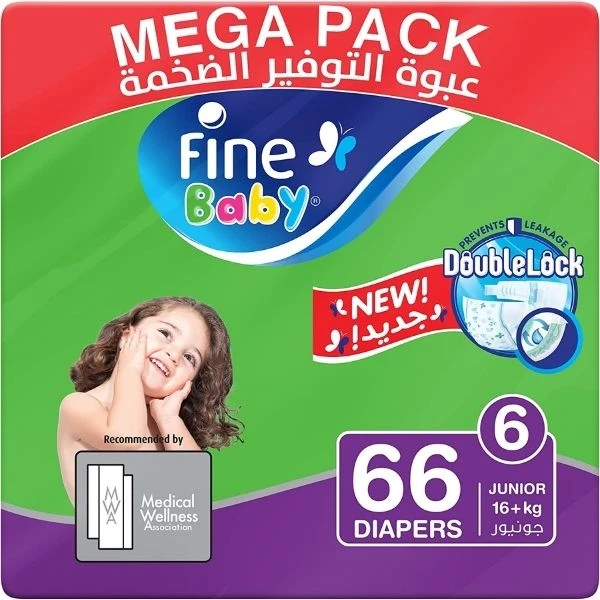 MEGA PACK
عبوة التوفير الضخمة
Fine
Baby®
PREVENTS LEAKAGE
DoubleLock
NEW!
جديد!
Recommended by
MWA
Medical
Wellness
Association
6
66
DIAPERS
JUNIOR
16+kg
جونيور